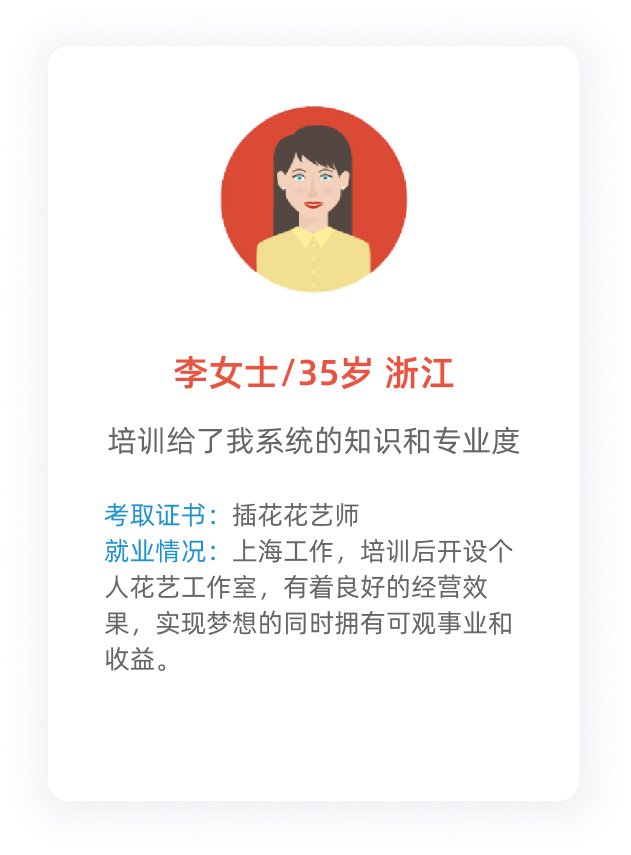 李女士/35岁 浙江
培训给了我系统的知识和专业度
考取证书：插花花艺师
就业情况：上海工作，培训后开设个
人花艺工作室，有着良好的经营效
果，实现梦想的同时拥有可观事业和
收益。